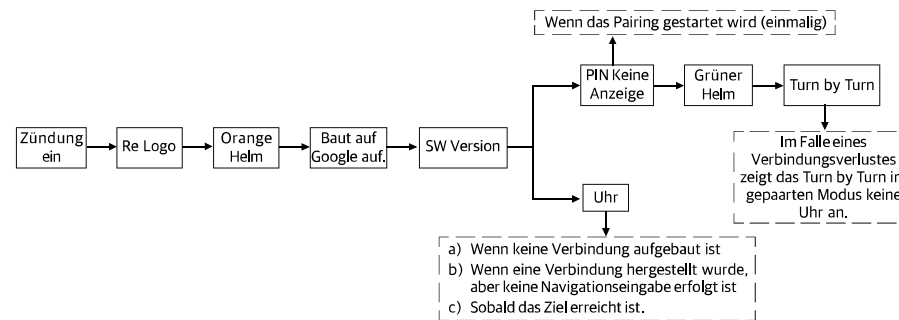 Wenn das Pairing gestartet wird (einmalig)
PIN Keine
Anzeige
Grüner
Helm
Turn by Turn
Zündung
ein
Re Logo
Orange
Helm
Baut auf
Google auf.
SW Version
Im Falle eines
Verbindungsverlustes
zeigt das Turn by Turn in
gepaarten Modus keine
Uhr an.
Uhr
a) Wenn keine Verbindung aufgebaut ist
b) Wenn eine Verbindung hergestellt wurde,
aber keine Navigationseingabe erfolgt ist
c) Sobald das Ziel erreicht ist.